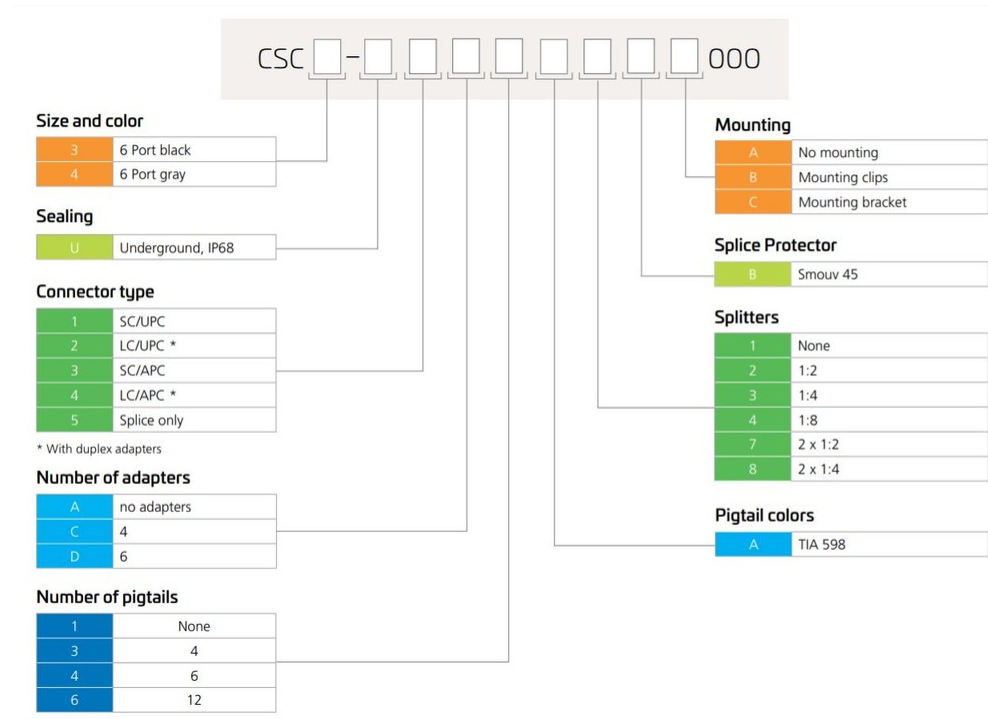 CSC - 000
Size and color
3 6 Port black
4 6 Port gray
Sealing
U Underground, IP68
Connector type
1 SC/UPC
2 LC/UPC *
3 SC/APC
4 LC/APC *
5 Splice only
* With duplex adapters
Number of adapters
A no adapters
C 4
D 6
Number of pigtails
1 None
3 4
4 6
6 12
Mounting
A No mounting
B Mounting clips
C Mounting bracket
Splice Protector
B Smouv 45
Splitters
1 None
2 1:2
3 1:4
4 1:8
7 2 x 1:2
8 2 x 1:4
Pigtail colors
A TIA 598